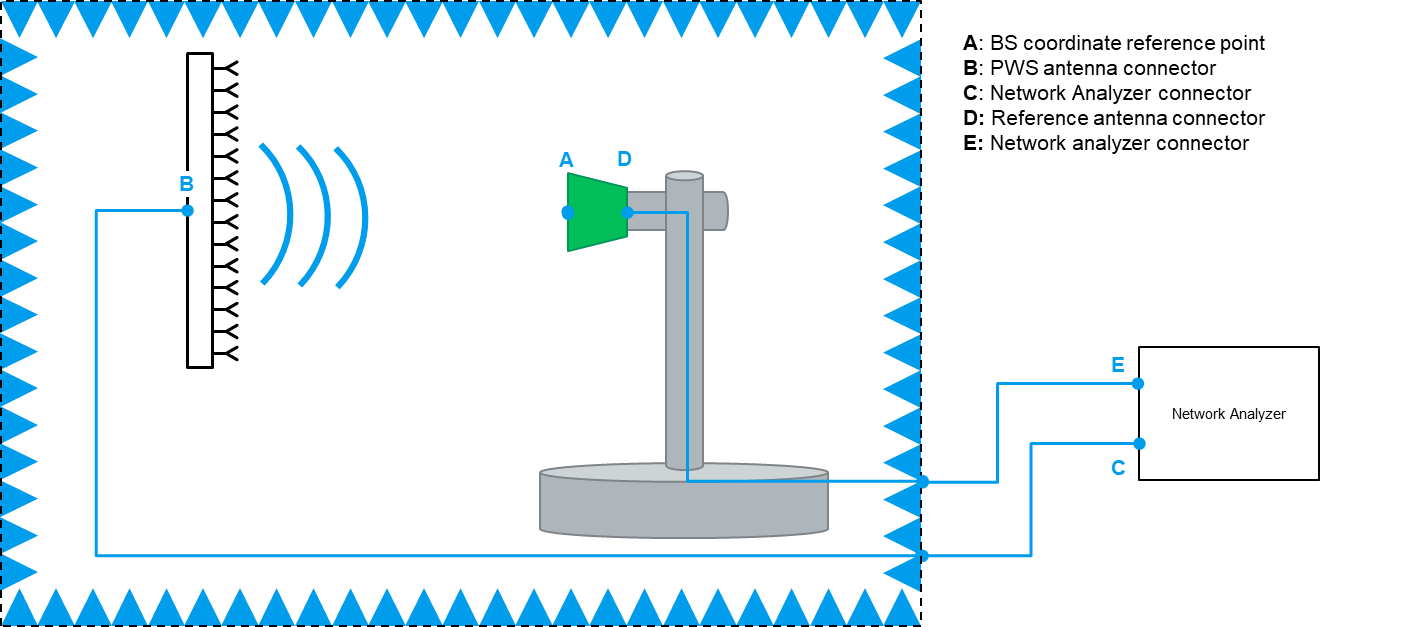 A: BS coordinate reference point
B: PWS antenna connector
C: Network Analyzer connector
D: Reference antenna connector
E: Network analyzer connector
A
D
B
E
Network Analyzer
C